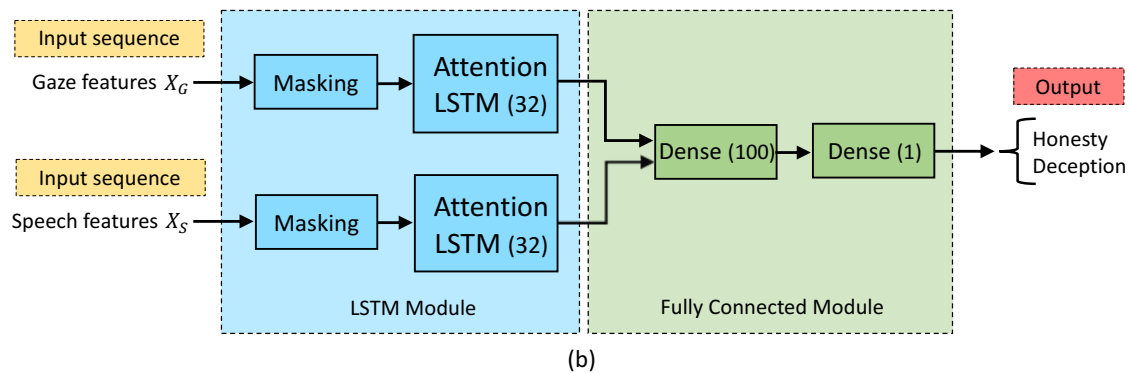 Input sequence
Gaze features X_G
Masking
Attention
LSTM (32)
Input sequence
Speech features X_S
Masking
Attention
LSTM (32)
LSTM Module
Dense (100)
Dense (1)
Fully Connected Module
Output
Honesty
Deception
(b)